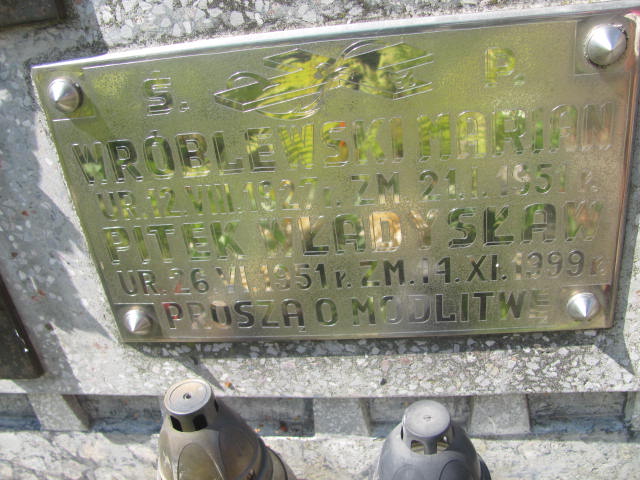 Ś. P.
WRÓBLEWSKI MARIAN
UR. 12. VIII. 1927 r. ZM 21. I. 1951 r.
PITEK WŁADYSŁAW
UR. 26. VI. 1951 r. ZM. 14. XI. 1999 r.
PROSZĄ O MODLITWĘ